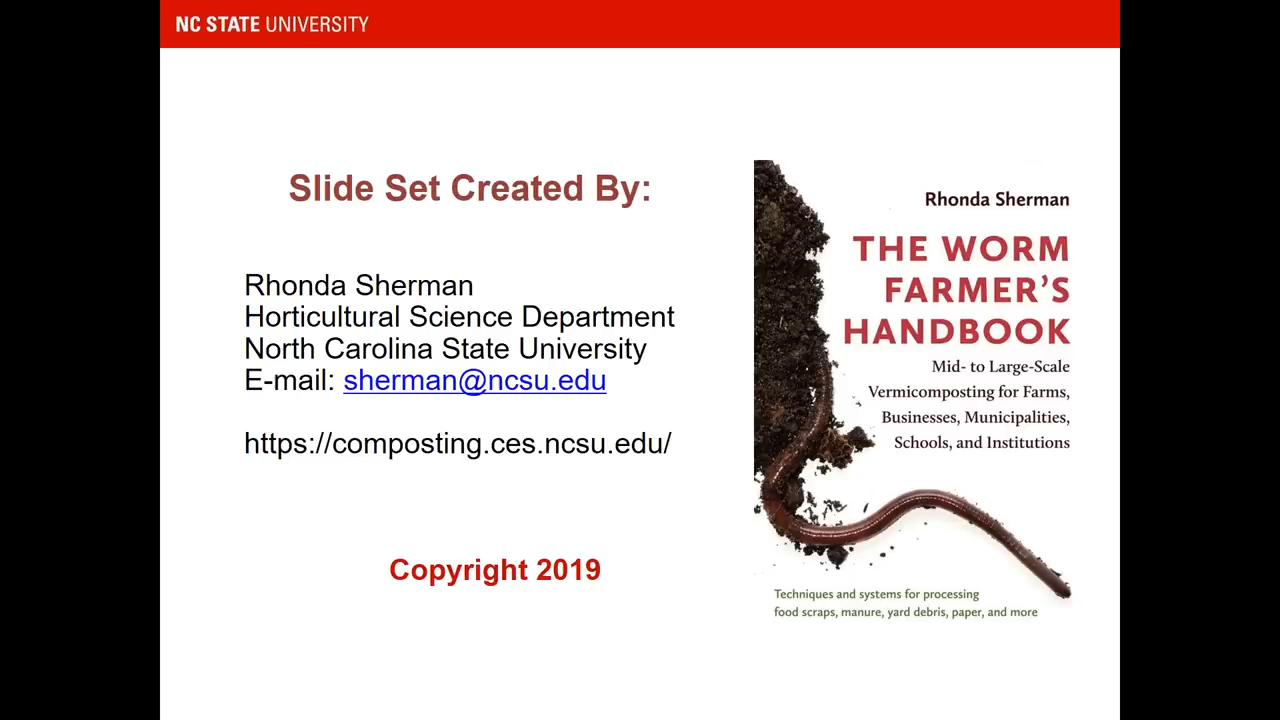 NC STATE UNIVERSITY
Slide Set Created By:
Rhonda Sherman
Horticultural Science Department
North Carolina State University
E-mail: sherman@ncsu.edu
https://composting.ces.ncsu.edu/
Copyright 2019
Rhonda Sherman
THE WORM
FARMER'S
HANDBOOK
Mid- to Large-Scale
Vermicomposting for Farms,
Businesses, Municipalities,
Schools, and Institutions
Techniques and systems for processing
food scraps, manure, yard debris, paper, and more